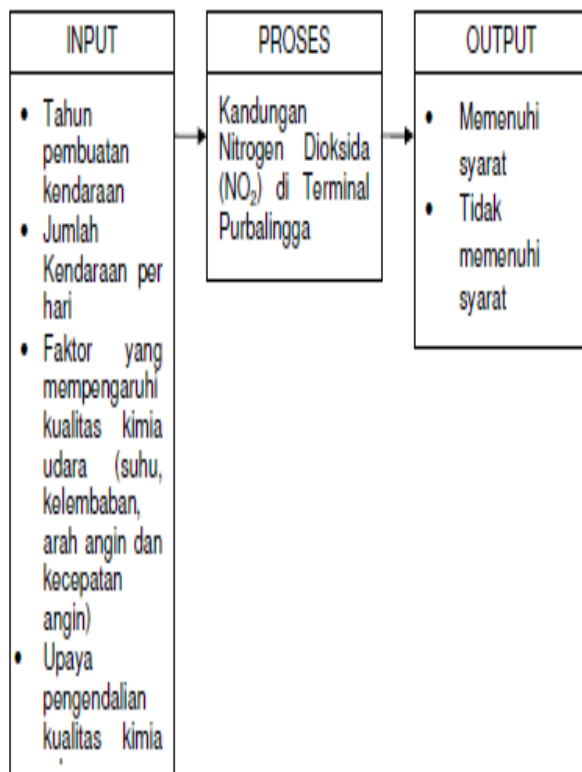 INPUT
• Tahun
pembuatan
kendaraan
• Jumlah
Kendaraan per
hari
• Faktor yang
mempengaruhi
kualitas kimia
udara (suhu,
kelembaban,
arah angin dan
kecepatan
angin)
• Upaya
pengendalian
kualitas kimia
PROSES
Kandungan
Nitrogen Dioksida
(NO₂) di Terminal
Purbalingga
OUTPUT
• Memenuhi
syarat
• Tidak
memenuhi
syarat